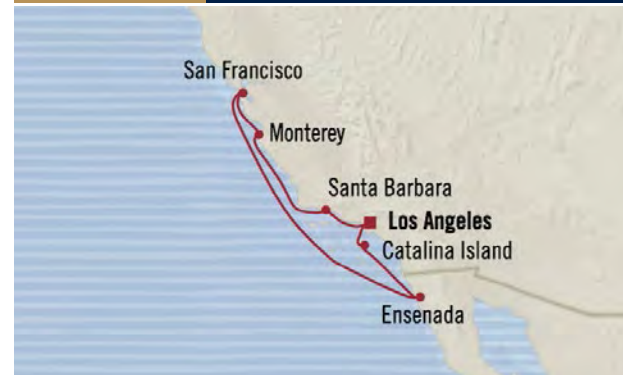 San Francisco
Monterey
Santa Barbara
Los Angeles
Catalina Island
Ensenada